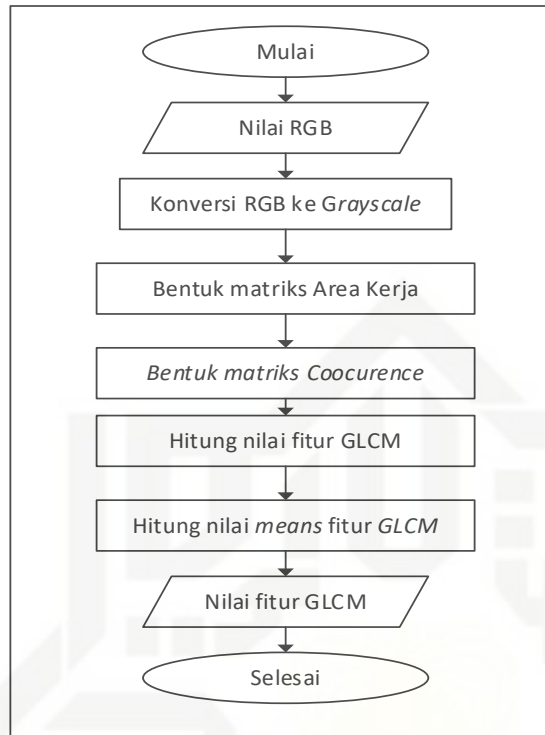 Mulai
Nilai RGB
Konversi RGB ke Grayscale
Bentuk matriks Area Kerja
Bentuk matriks Coocurence
Hitung nilai fitur GLCM
Hitung nilai means fitur GLCM
Nilai fitur GLCM
Selesai